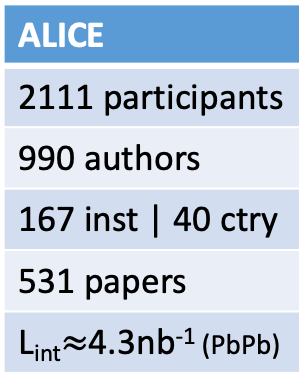 ALICE
2111 participants
990 authors
167 inst | 40 ctry
531 papers
Lint≈4.3nb-1 (PbPb)